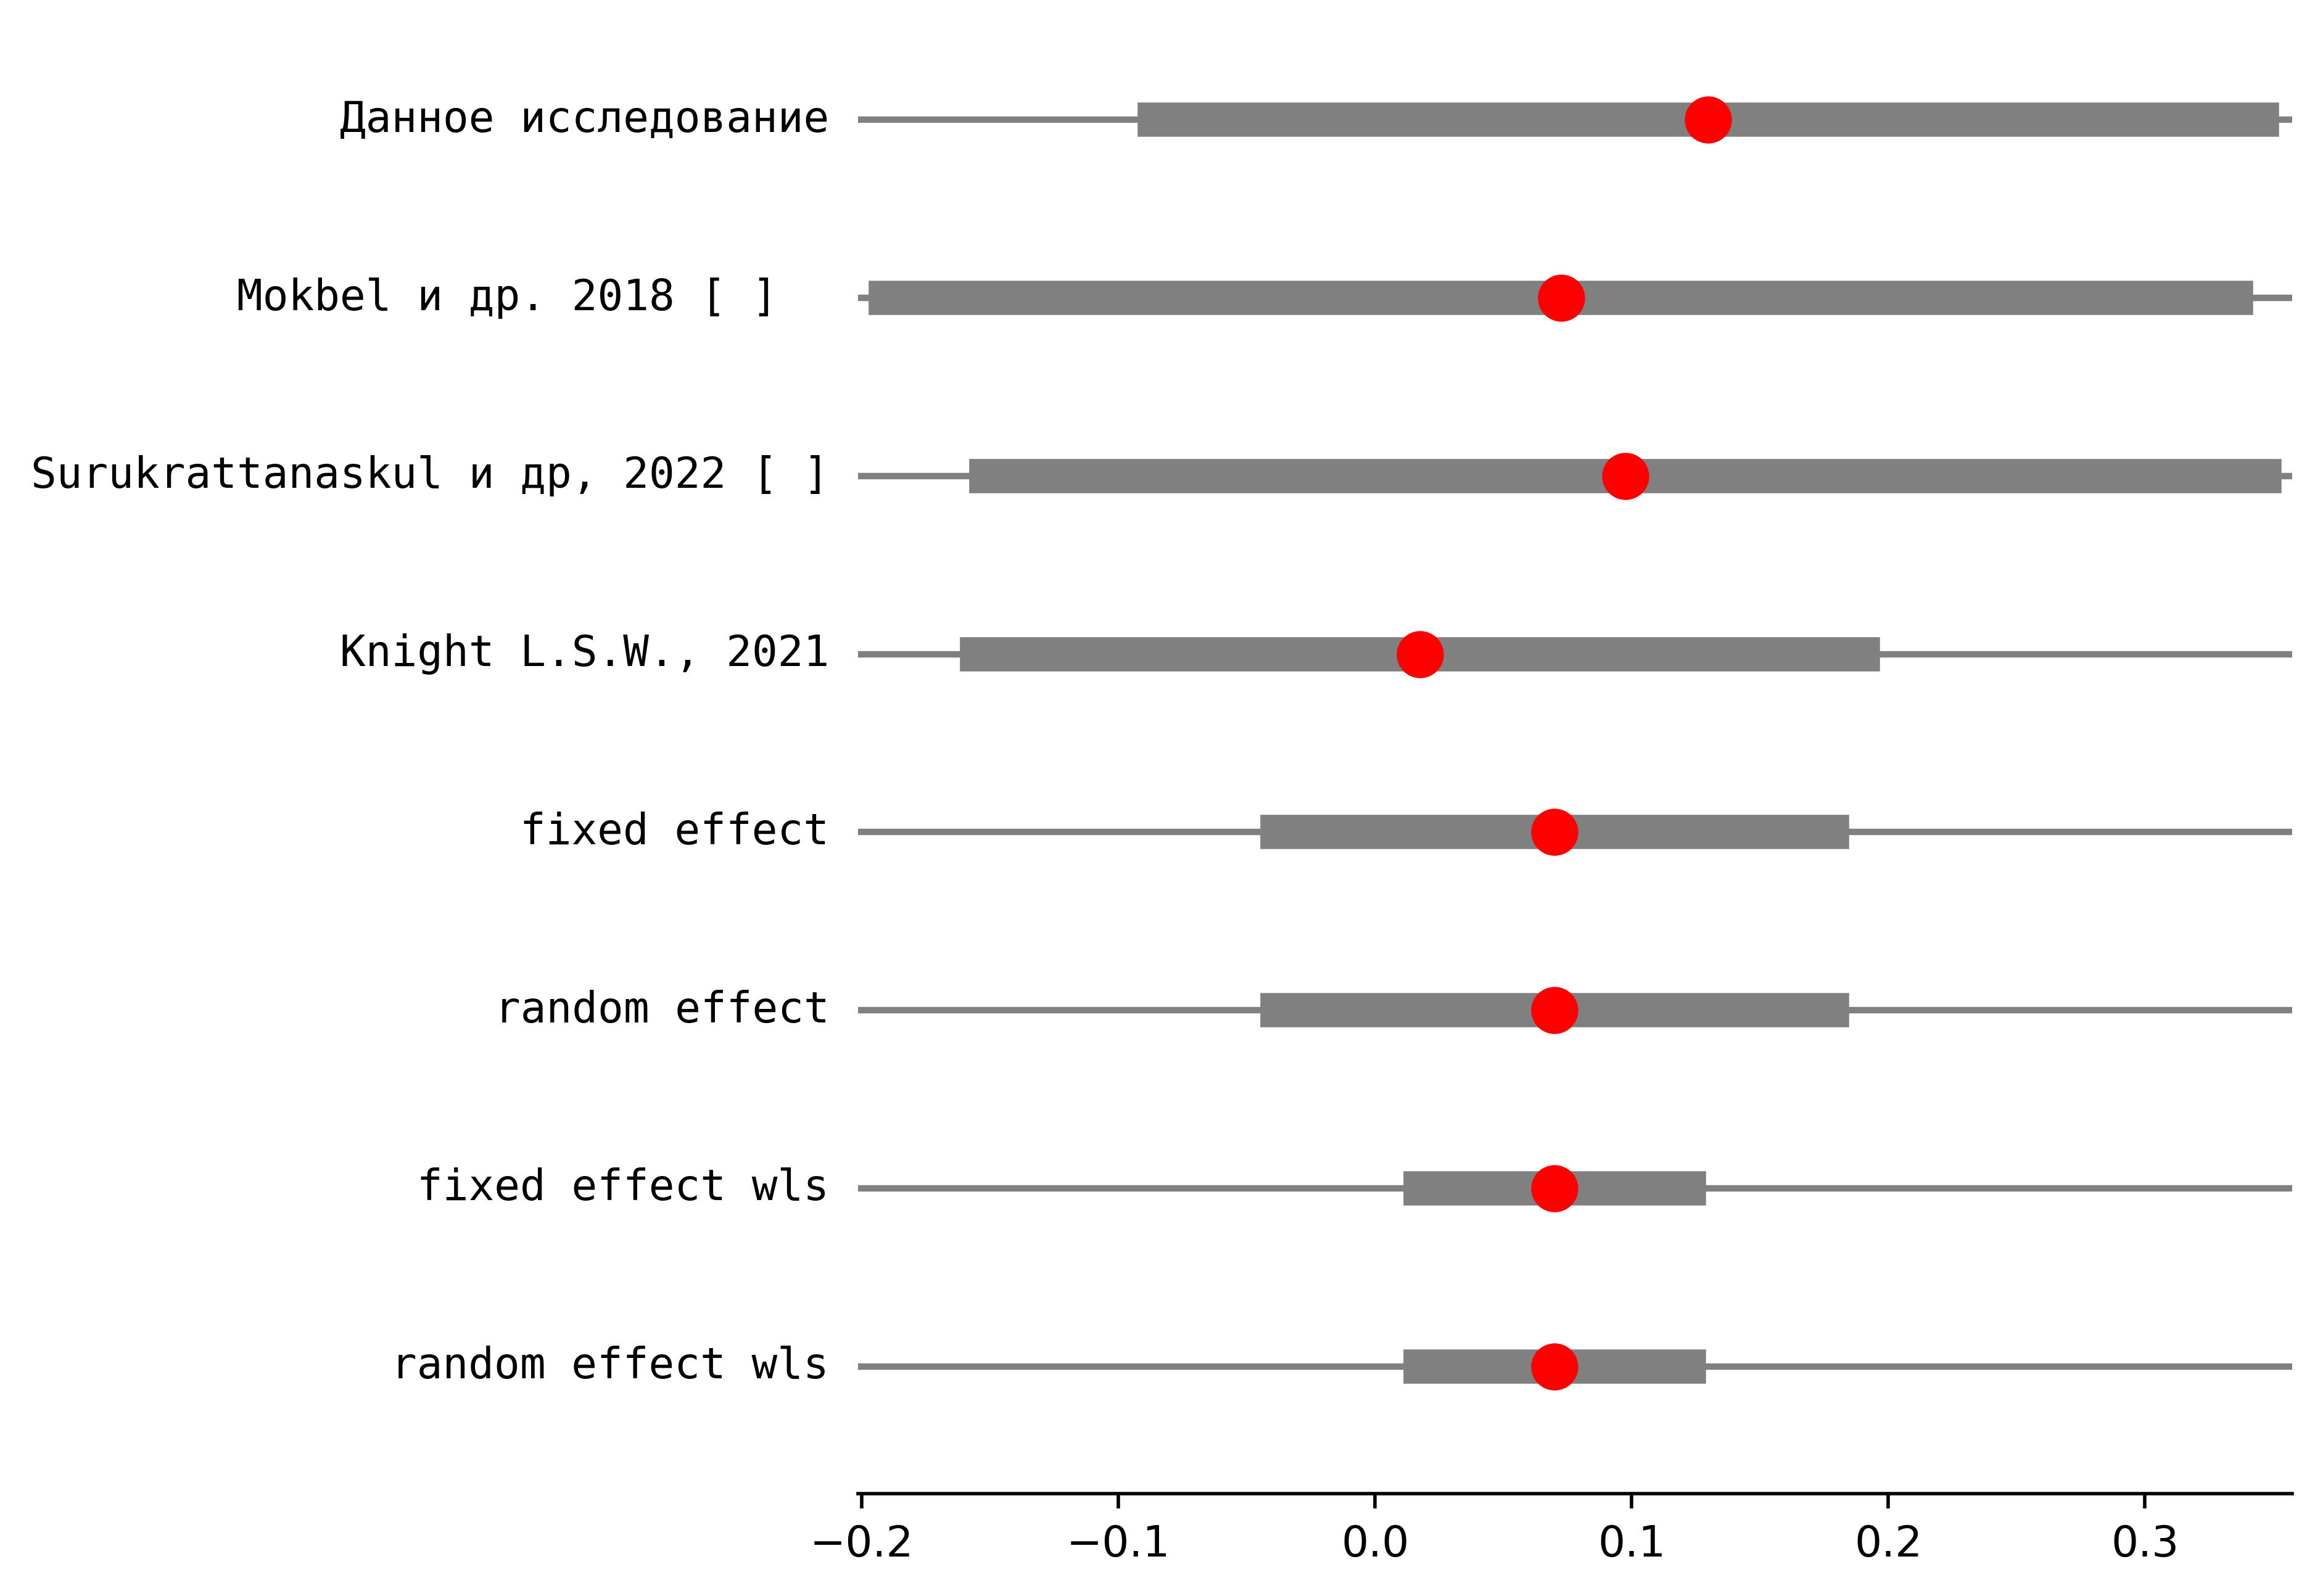 Данное исследование
Mokbel и др. 2018 [ ]
Surukrattanaskul и др, 2022 [ ]
Knight L.S.W., 2021
fixed effect
random effect
fixed effect wls
random effect wls
−0.2 −0.1 0.0 0.1 0.2 0.3